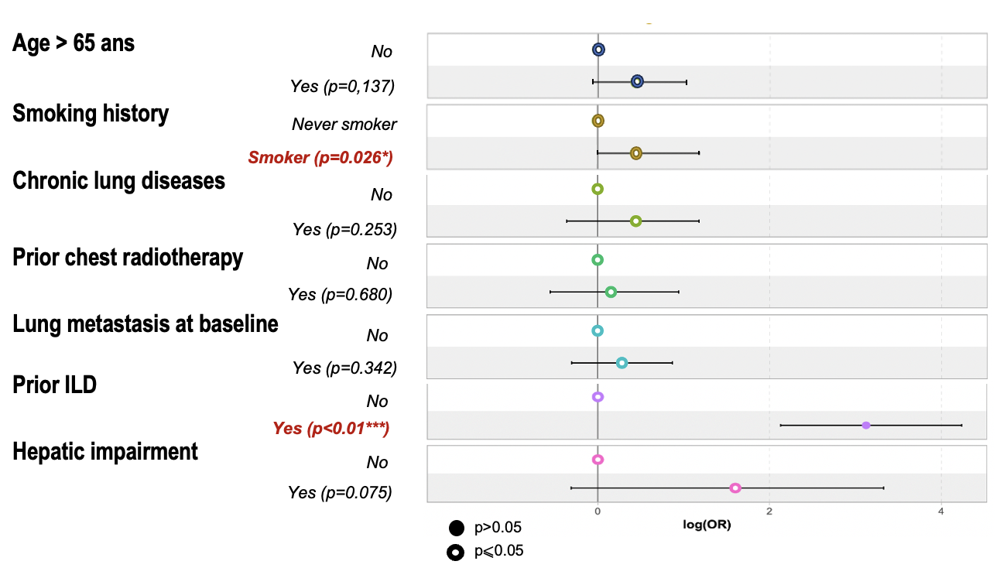 Age > 65 ans
No
Yes (p=0,137)
Smoking history
Never smoker
Smoker (p=0.026*)
Chronic lung diseases
No
Yes (p=0.253)
Prior chest radiotherapy
No
Yes (p=0.680)
Lung metastasis at baseline
No
Yes (p=0.342)
Prior ILD
No
Yes (p<0.01***)
Hepatic impairment
No
Yes (p=0.075)
0 2 4
log(OR)
p>0.05
p⩽0.05